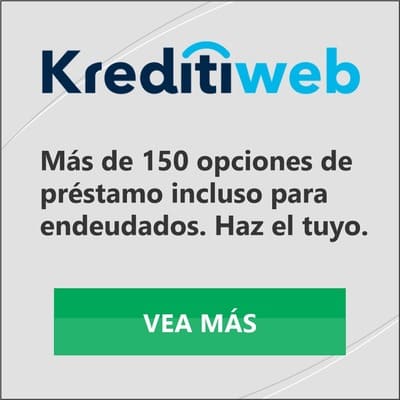 Kreditiweb
Más de 150 opciones de
préstamo incluso para
endeudados. Haz el tuyo.
VEA MÁS